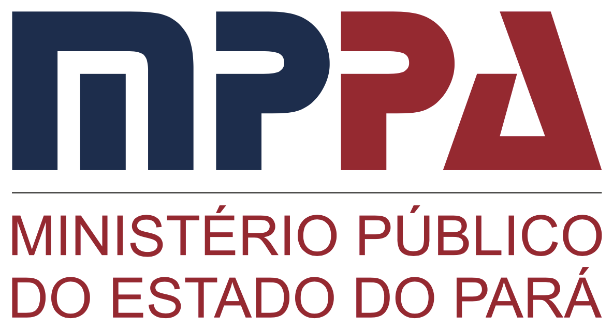 MPPA
MINISTÉRIO PÚBLICO
DO ESTADO DO PARÁ